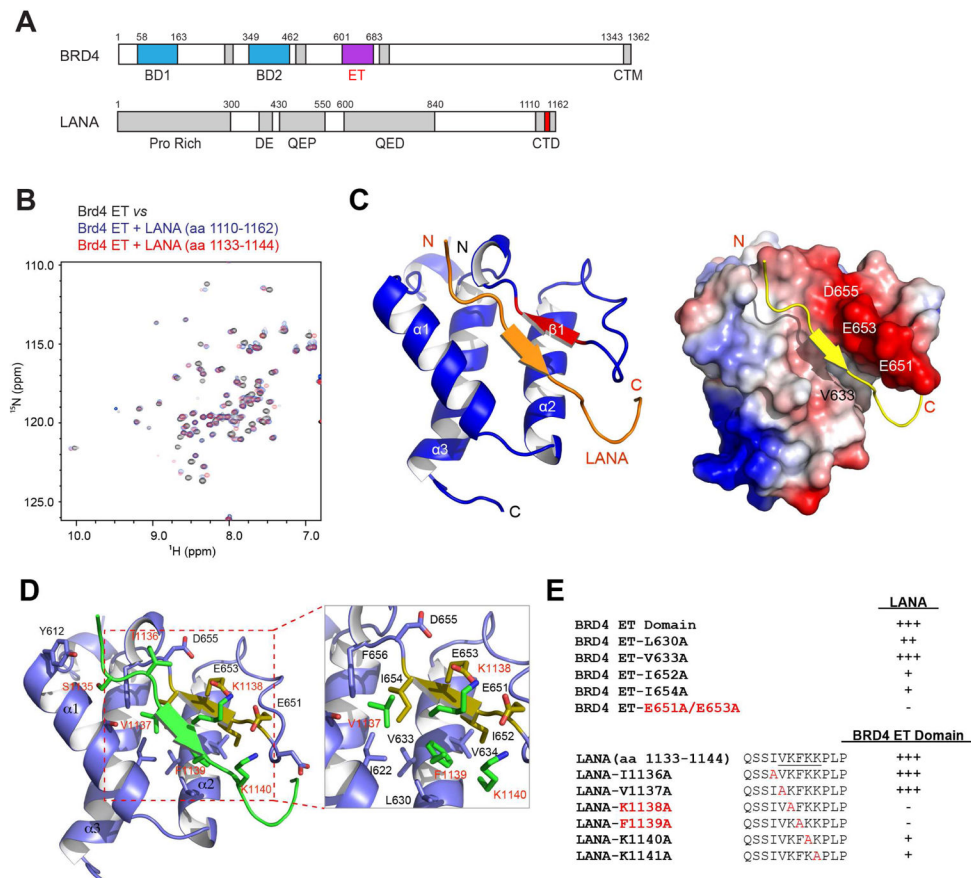 A
1 58 163 349 462 601 683 1343 1362
BRD4
BD1 BD2 ET CTM
1 300 430 550 600 840 1110 1162
LANA
Pro Rich DE QEP QED CTD
B
Brd4 ET vs
Brd4 ET + LANA (aa 1110-1162)
Brd4 ET + LANA (aa 1133-1144)
110.0
115.0
120.0
125.0
15N (ppm)
10.0 9.0 8.0 7.0
1H (ppm)
C
N N
α1 β1
α2
α3
C
LANA
C
N
D655
E653
E651
V633
C
D
Y612
I1136
D655
S1135
E653
K1138
α1
E651
V1137
F1139
K1140
α2
α3
D655
F656
E653
K1138
I654
E651
V1137
I652
V633
V634
I622
F1139
L630
K1140
E
LANA
BRD4 ET Domain +++
BRD4 ET-L630A ++
BRD4 ET-V633A +++
BRD4 ET-I652A +
BRD4 ET-I654A +
BRD4 ET-E651A/E653A -
BRD4 ET Domain
LANA(aa 1133-1144) QSSIVKFKKPLP +++
LANA-I1136A QSSAVKFKKPLP +++
LANA-V1137A QSSIAKFKKPLP +++
LANA-K1138A QSSIVAFKKPLP -
LANA-F1139A QSSIVKAKKPLP -
LANA-K1140A QSSIVKFAKPLP +
LANA-K1141A QSSIVKFKAPLP +